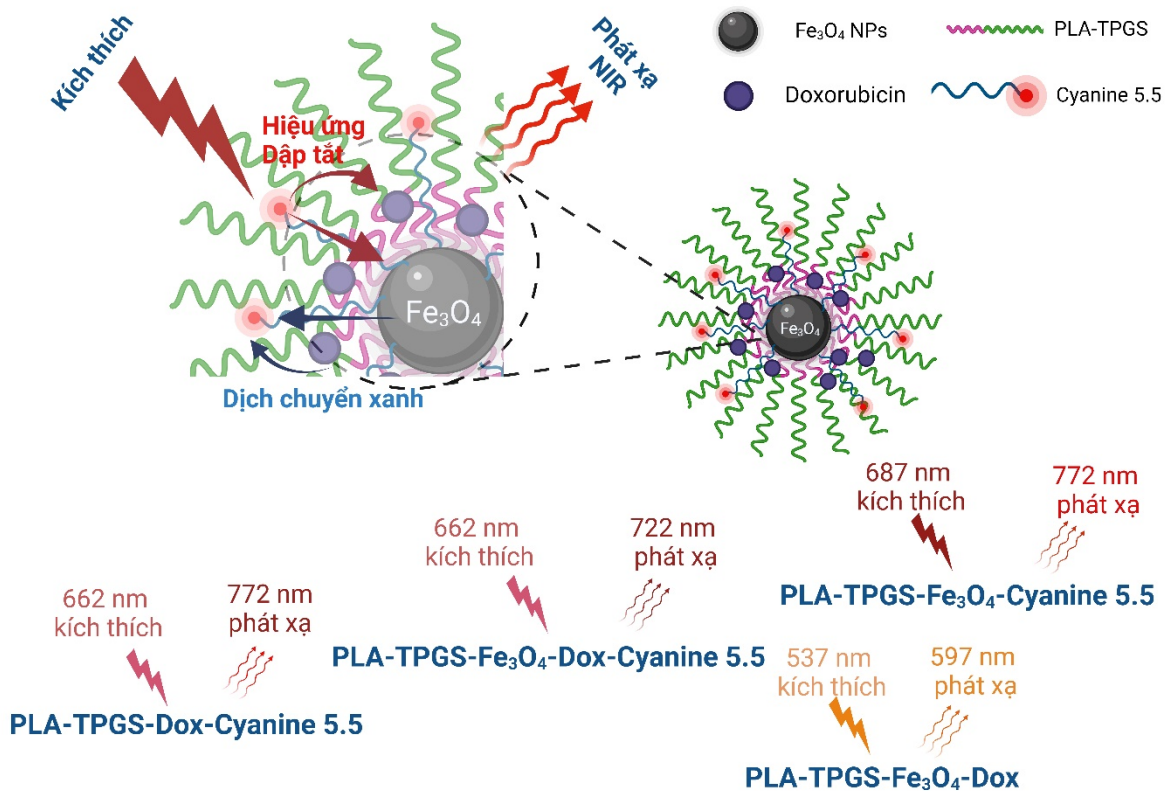 Kích thích
Hiệu ứng
Dập tắt
Phát xạ
NIR
Fe₃O₄
Dịch chuyển xanh
Fe₃O₄ NPs
PLA-TPGS
Doxorubicin
Cyanine 5.5
Fe₃O₄
687 nm
kích thích
772 nm
phát xạ
PLA-TPGS-Fe₃O₄-Cyanine 5.5
662 nm
kích thích
722 nm
phát xạ
PLA-TPGS-Fe₃O₄-Dox-Cyanine 5.5
662 nm
kích thích
772 nm
phát xạ
PLA-TPGS-Dox-Cyanine 5.5
537 nm
kích thích
597 nm
phát xạ
PLA-TPGS-Fe₃O₄-Dox